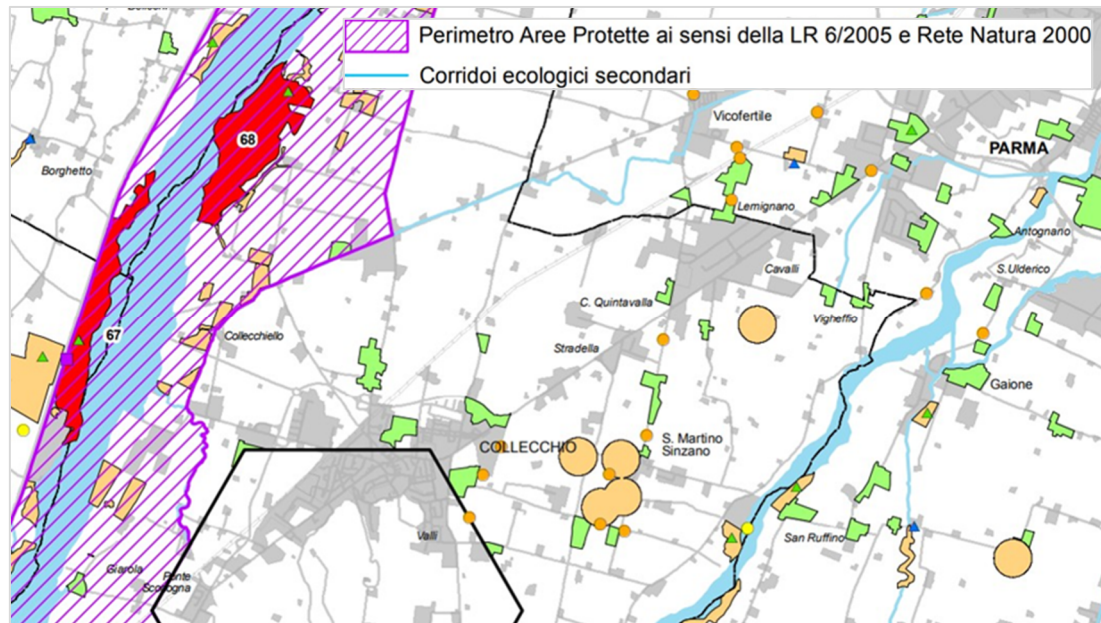 Perimetro Aree Protette ai sensi della LR 6/2005 e Rete Natura 2000
Corridoi ecologici secondari
Vicofertile
68
PARMA
Borghetto
Lemignano
Antognano
Cavalli
S.Ulderico
C. Quintavalla
Vigheffio
67
Collecchiello
Stradella
Gaione
COLLECCHIO
S. Martino
Sinzano
Valli
San Ruffino
Giarola
Ponte